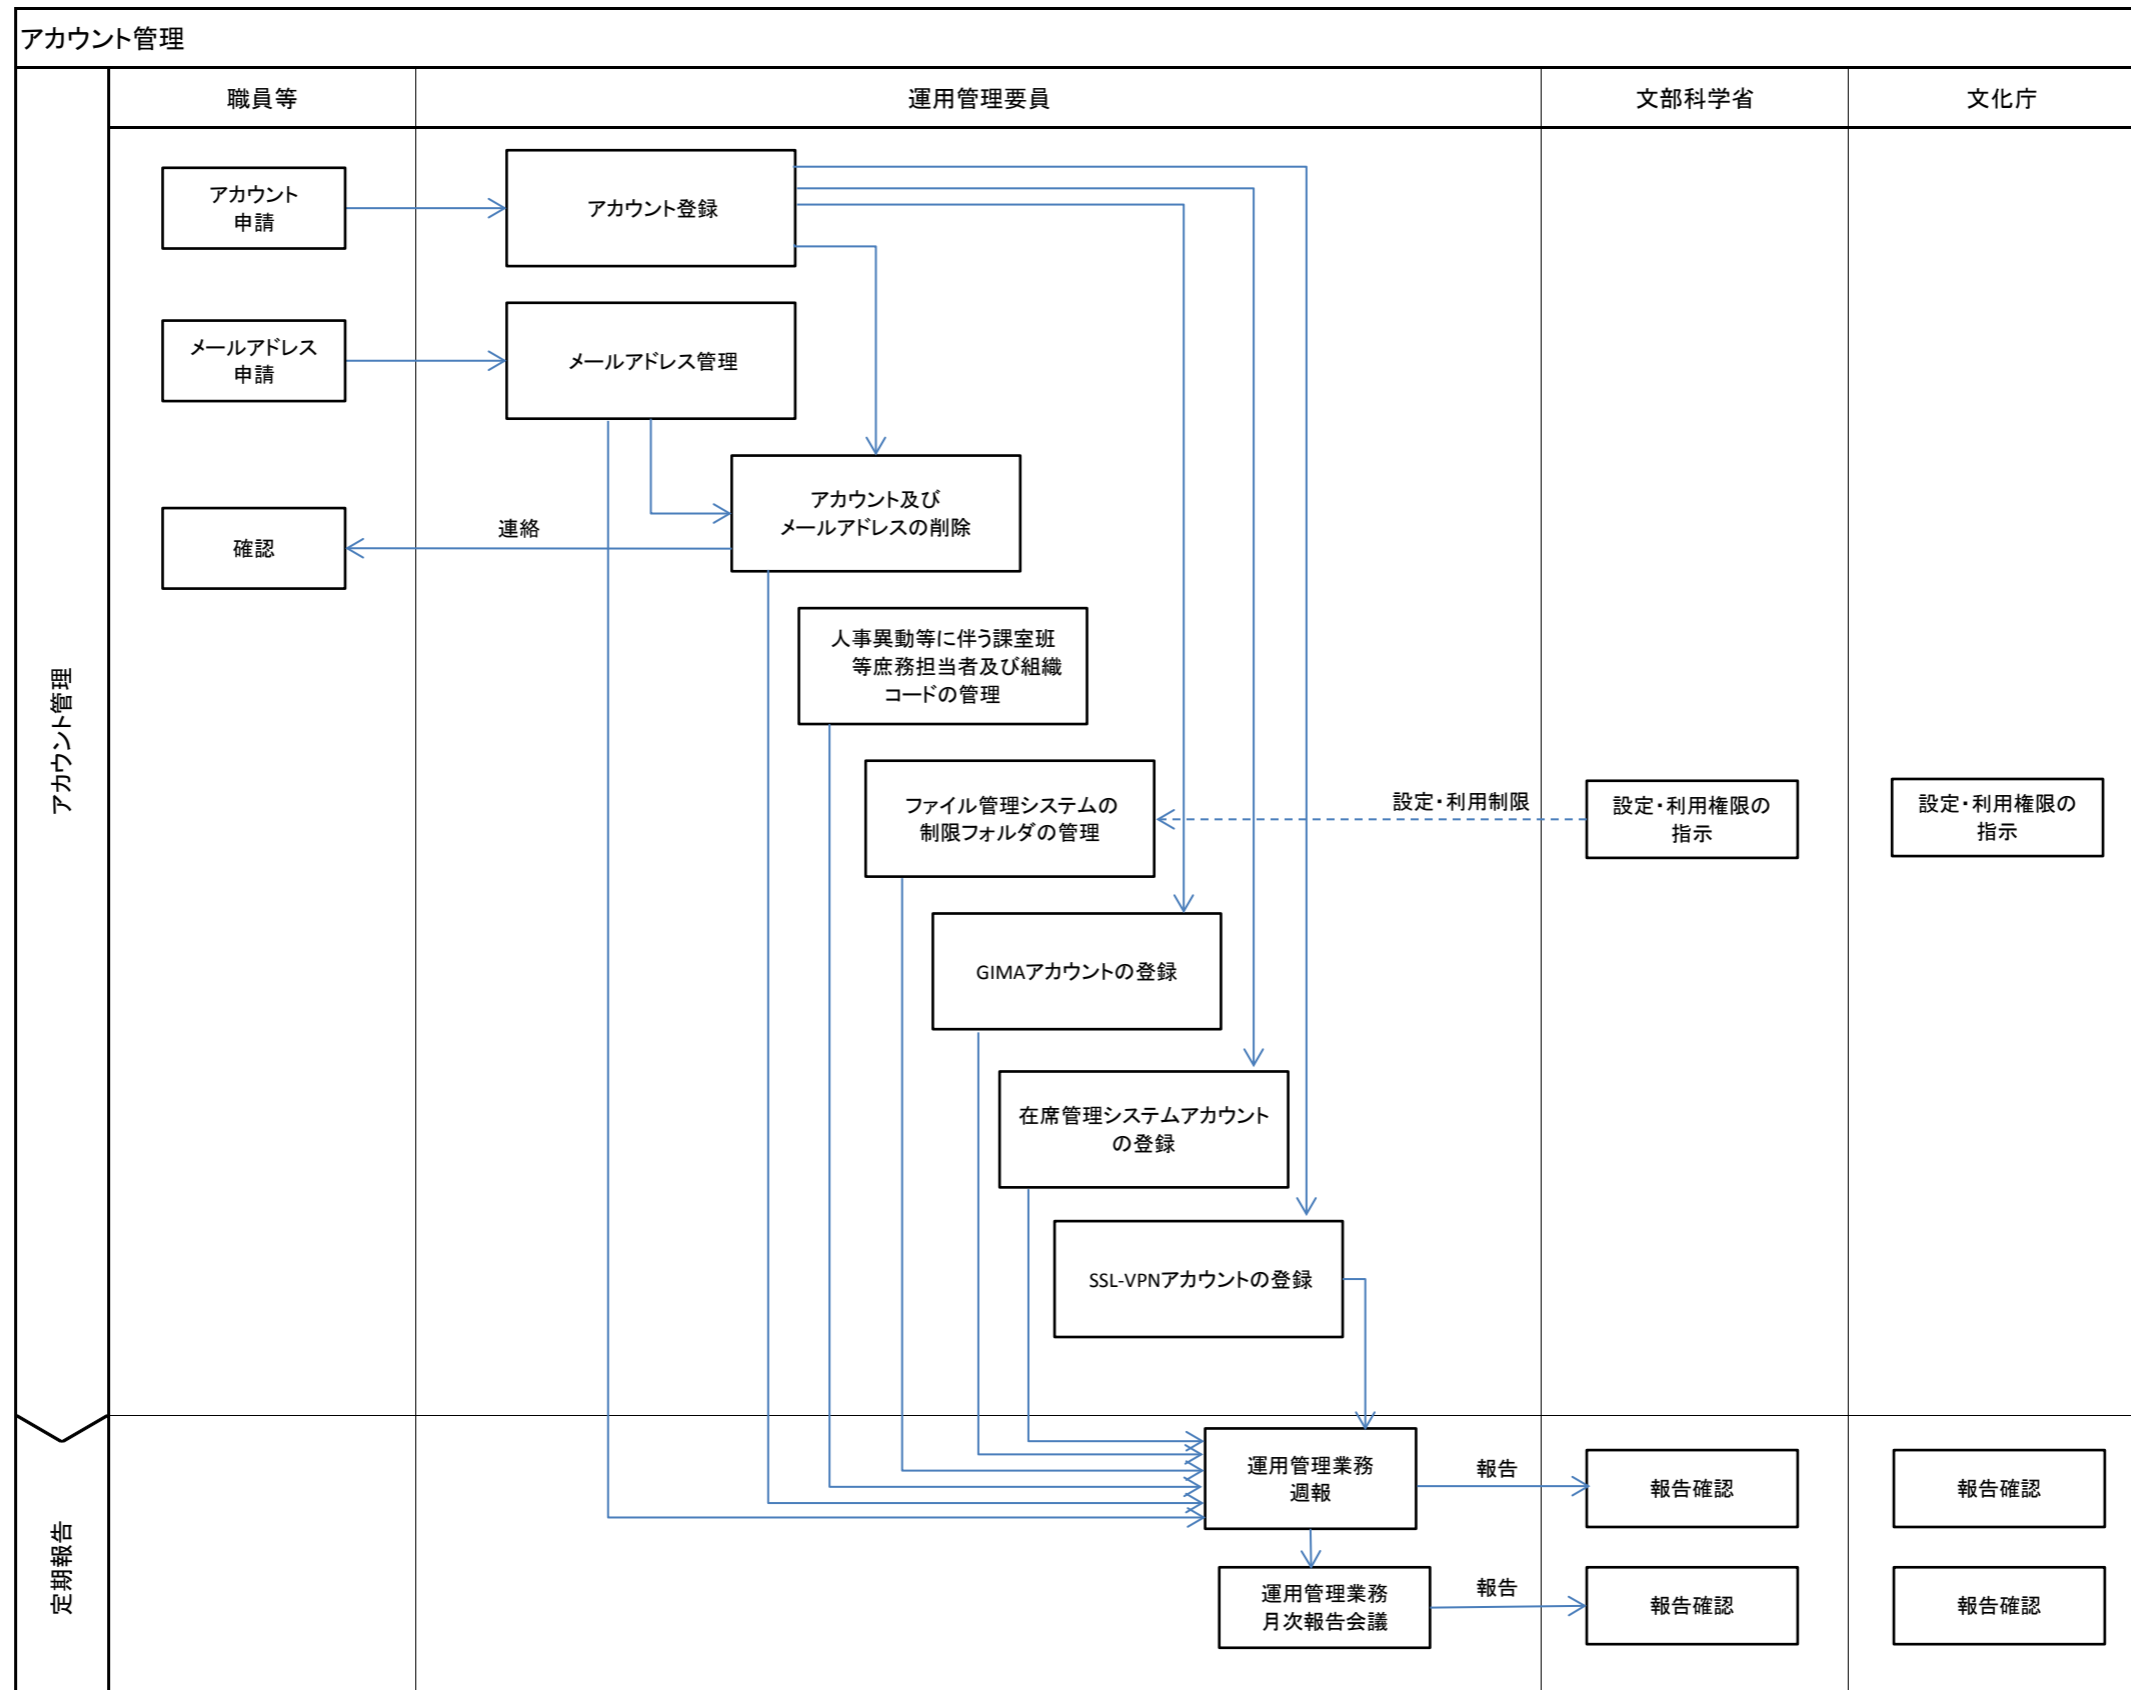 アカウント管理
職員等
運用管理要員
文部科学省
文化庁
アカウント管理
アカウント
申請
アカウント登録
メールアドレス
申請
メールアドレス管理
アカウント及び
メールアドレスの削除
連絡
確認
人事異動等に伴う課室班
等庶務担当者及び組織
コードの管理
ファイル管理システムの
制限フォルダの管理
設定・利用制限
設定・利用権限の
指示
設定・利用権限の
指示
GIMAアカウントの登録
在席管理システムアカウント
の登録
SSL-VPNアカウントの登録
定期報告
運用管理業務
週報
報告
報告確認
報告確認
運用管理業務
月次報告会議
報告
報告確認
報告確認